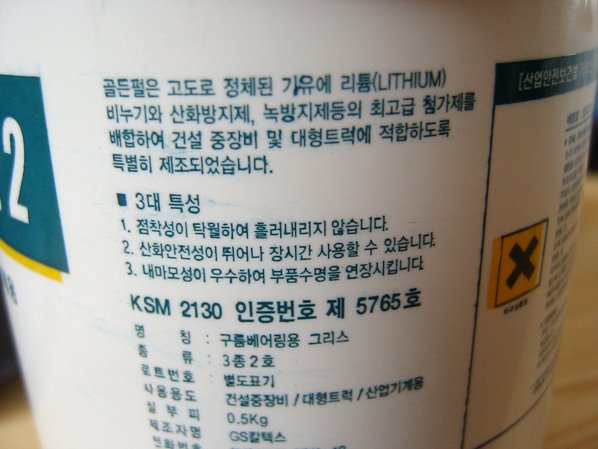 골든펄은 고도로 정체된 기유에 리튬(LITHIUM)
비누기와 산화방지제, 녹방지제등의 최고급 첨가제를
배합하여 건설 중장비 및 대형트럭에 적합하도록
특별히 제조되었습니다.
■ 3대 특성
1. 점착성이 탁월하여 흘러내리지 않습니다.
2. 산화안전성이 뛰어나 장시간 사용할 수 있습니다.
3. 내마모성이 우수하여 부품수명을 연장시킵니다.
KSM 2130 인증번호 제 5765호
명 칭 : 구름베어링용 그리스
종 류 : 3종2호
로트번호 : 별도표기
사용용도 : 건설중장비/대형트럭/산업기계용
실 부 피 : 0.5Kg
제조자명 : GS칼텍스
전화번호
2
[산업안전보건법